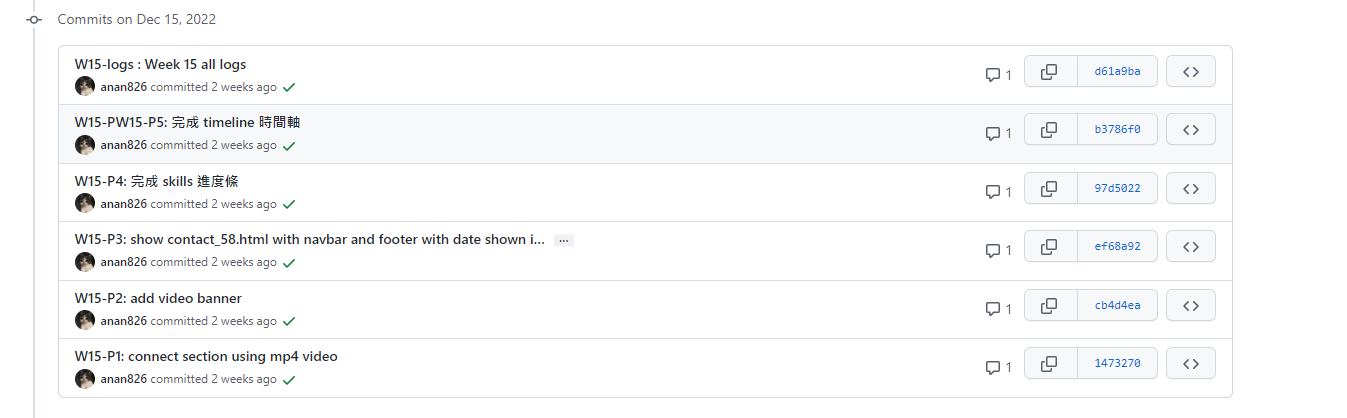 Commits on Dec 15, 2022
W15-logs : Week 15 all logs
anan826 committed 2 weeks ago
1
d61a9ba
W15-PW15-P5: 完成 timeline 時間軸
anan826 committed 2 weeks ago
1
b3786f0
W15-P4: 完成 skills 進度條
anan826 committed 2 weeks ago
1
97d5022
W15-P3: show contact_58.html with navbar and footer with date shown i... ...
anan826 committed 2 weeks ago
1
ef68a92
W15-P2: add video banner
anan826 committed 2 weeks ago
1
cb4d4ea
W15-P1: connect section using mp4 video
anan826 committed 2 weeks ago
1
1473270